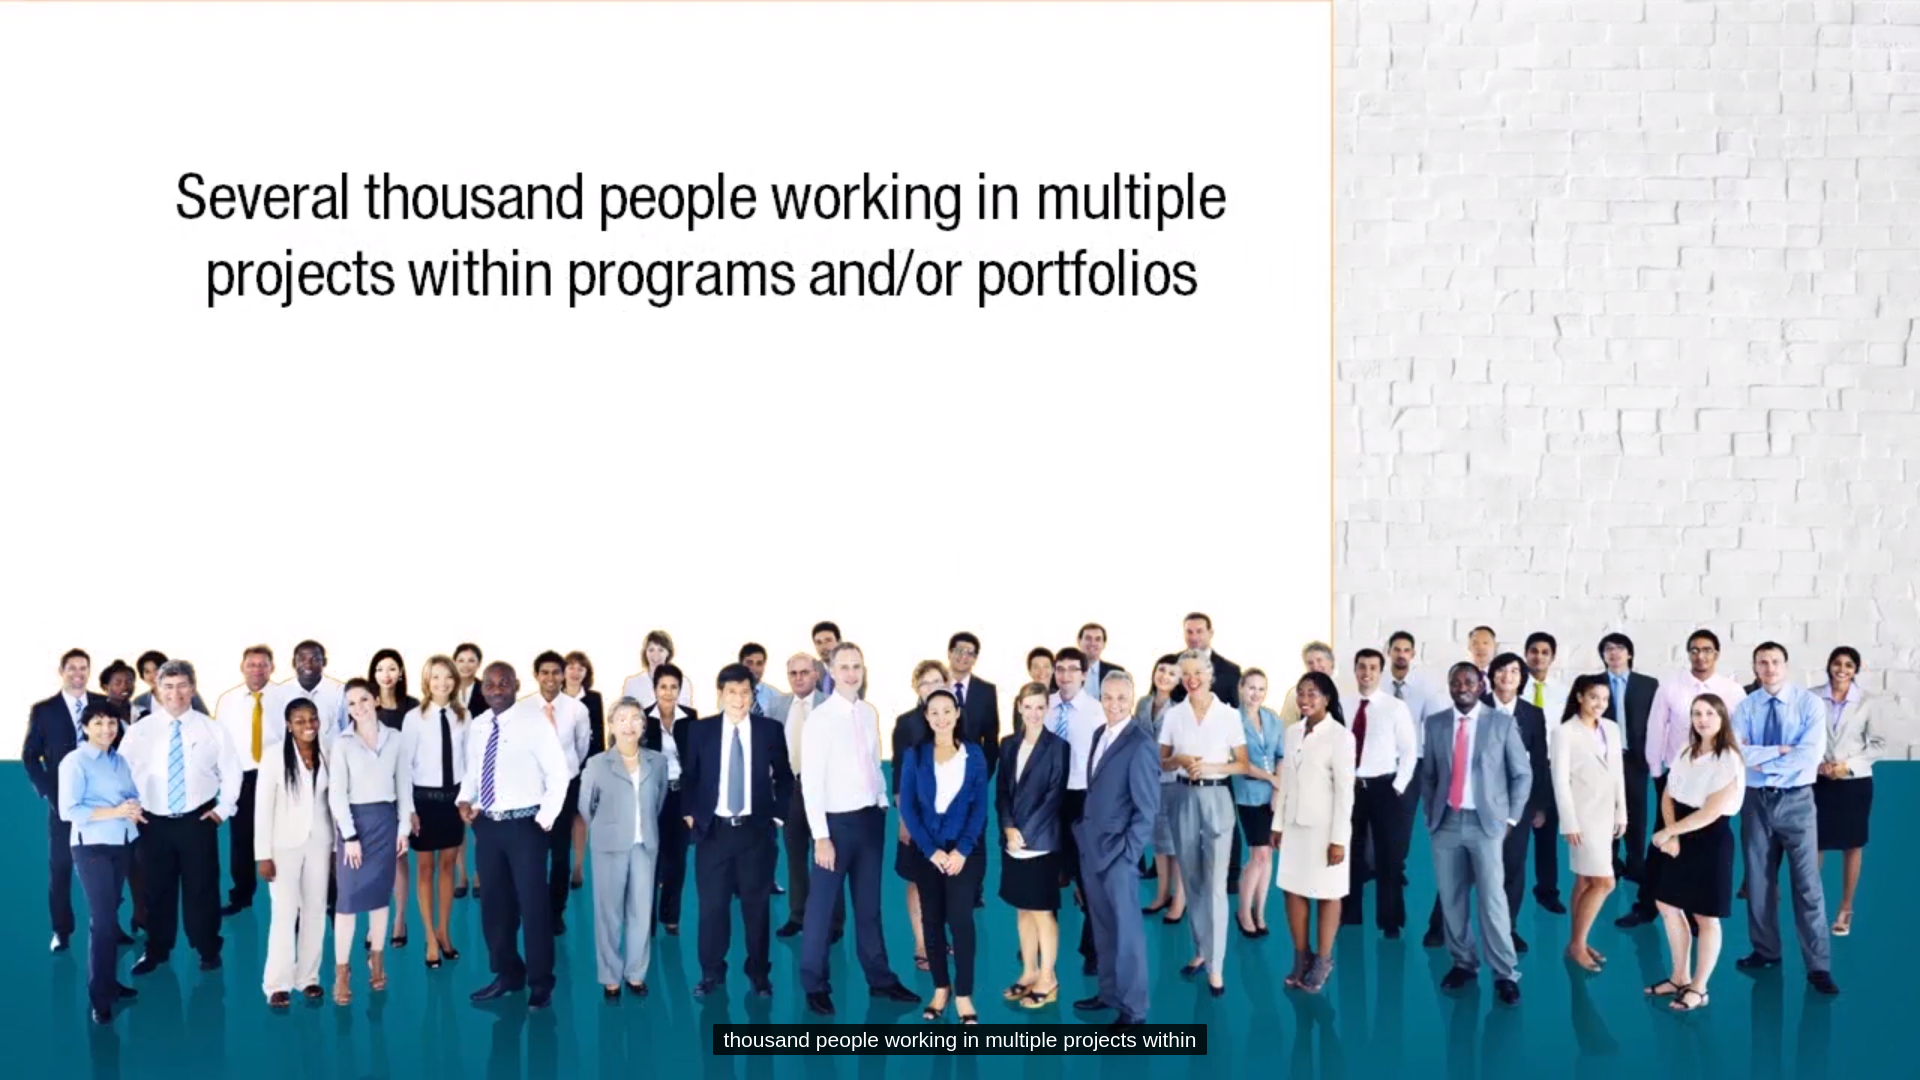 Several thousand people working in multiple
projects within programs and/or portfolios
thousand people working in multiple projects within